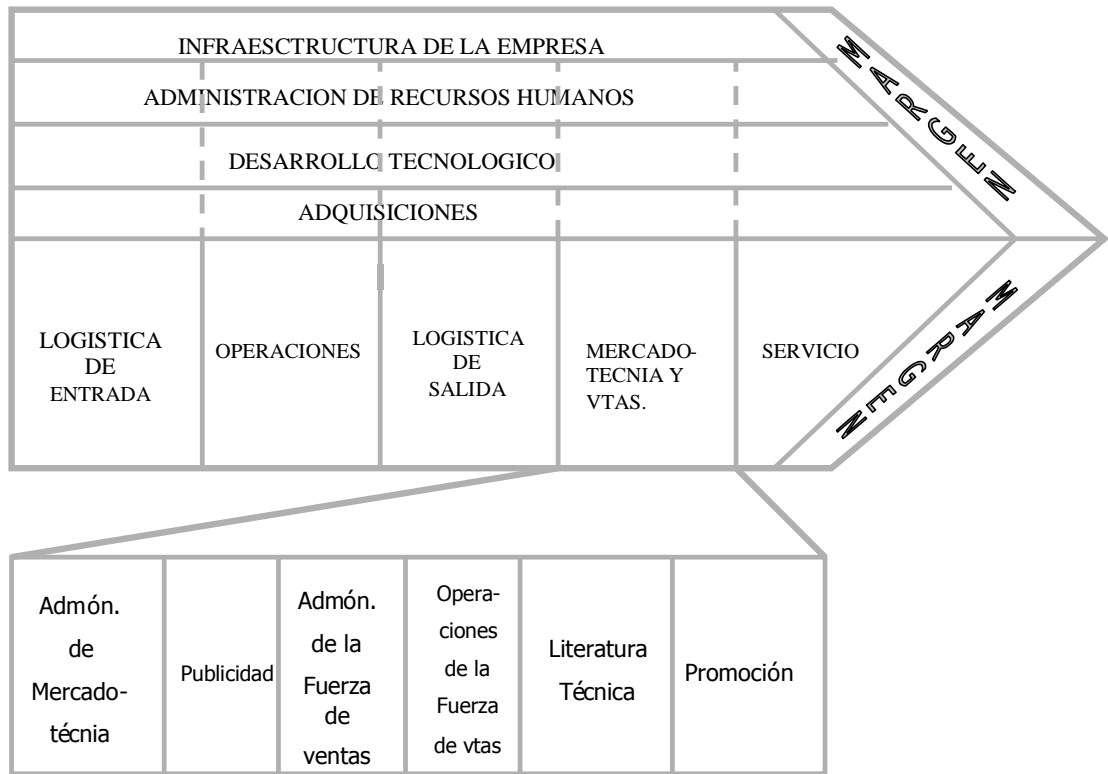 INFRAESCTRUCTURA DE LA EMPRESA
ADMINISTRACION DE RECURSOS HUMANOS
DESARROLLO TECNOLOGICO
ADQUISICIONES
MARGEN
LOGISTICA
DE
ENTRADA
OPERACIONES
LOGISTICA
DE
SALIDA
MERCADO-
TECNIA Y
VTAS.
SERVICIO
MARGEN
Admón.
de
Mercado-
técnia
Publicidad
Admón.
de la
Fuerza
de
ventas
Opera-
ciones
de la
Fuerza
de vtas
Literatura
Técnica
Promoción